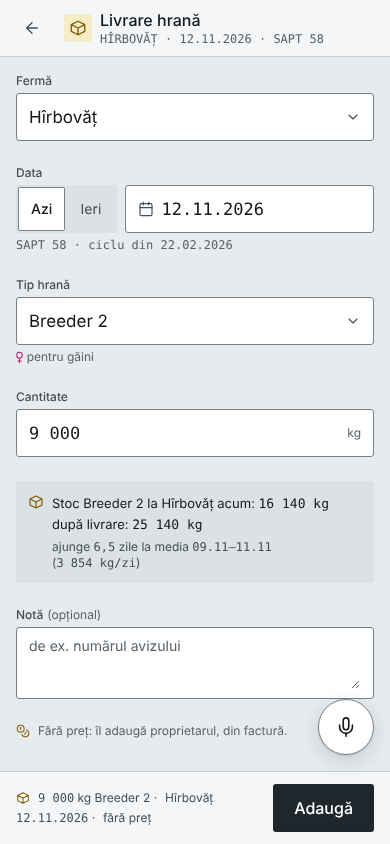 Livrare hrană
HÎRBOVĂȚ · 12.11.2026 · SAPT 58
Fermă
Hîrbovăț
Data
Azi Ieri 12.11.2026
SAPT 58 · ciclu din 22.02.2026
Tip hrană
Breeder 2
♀ pentru găini
Cantitate
9 000 kg
Stoc Breeder 2 la Hîrbovăț acum: 16 140 kg
după livrare: 25 140 kg
ajunge 6,5 zile la media 09.11–11.11
(3 854 kg/zi)
Notă (opțional)
de ex. numărul avizului
Fără preț: îl adaugă proprietarul, din factură.
9 000 kg Breeder 2 · Hîrbovăț
12.11.2026 · fără preț
Adaugă